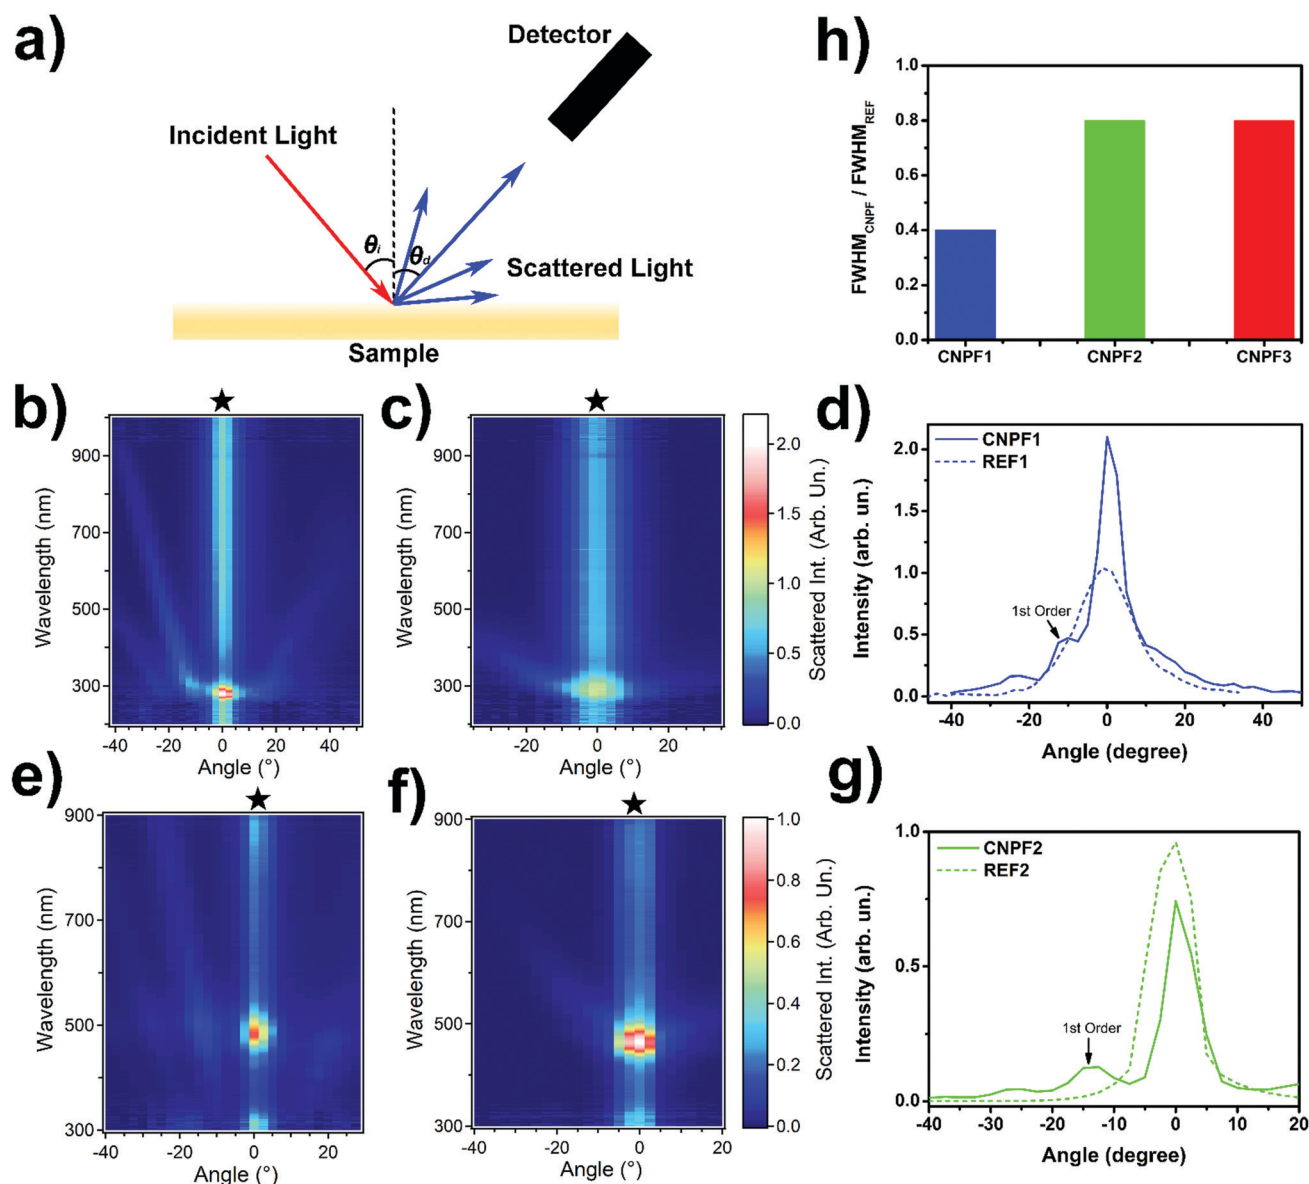 a)
Detector
Incident Light
θi
θd
Scattered Light
Sample
h)
FWHM_CNPF / FWHM_REF
1.0
0.8
0.6
0.4
0.2
0.0
CNPF1
CNPF2
CNPF3
b)
★
Wavelength (nm)
900
700
500
300
-40
-20
0
20
40
Angle (°)
c)
★
Wavelength (nm)
900
700
500
300
-20
0
20
Angle (°)
2.0
1.5
1.0
0.5
0.0
Scattered Int. (Arb. Un.)
d)
CNPF1
REF1
1st Order
Intensity (arb. un.)
2.0
1.5
1.0
0.5
0.0
-40
-20
0
20
40
Angle (degree)
e)
★
Wavelength (nm)
900
700
500
300
-40
-20
0
20
Angle (°)
f)
★
Wavelength (nm)
900
700
500
300
-40
-20
0
20
Angle (°)
1.0
0.8
0.6
0.4
0.2
0.0
Scattered Int. (Arb. Un.)
g)
CNPF2
REF2
1st Order
Intensity (arb. un.)
1.0
0.5
0.0
-40
-30
-20
-10
0
10
20
Angle (degree)